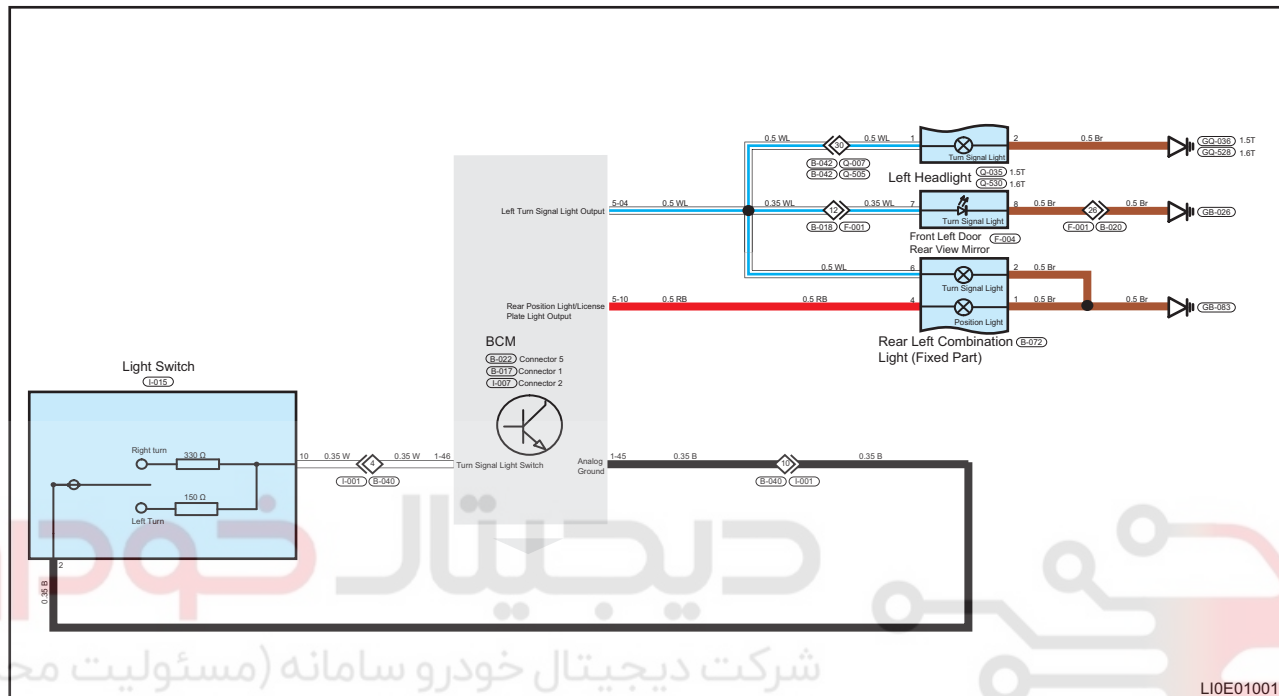 0.5 WL 30 0.5 WL 1 2 0.5 Br GQ-036 1.5T
Turn Signal Light GQ-528 1.6T
B-042 Q-007
B-042 Q-505
Left Headlight Q-035 1.5T
Q-530 1.6T
Left Turn Signal Light Output 5-04 0.5 WL 0.35 WL 12 0.35 WL 7 8 0.5 Br 26 0.5 Br GB-026
Turn Signal Light
B-018 F-001 F-001 B-020
Front Left Door F-004
Rear View Mirror
0.5 WL 6 2 0.5 Br
Turn Signal Light
Rear Position Light/License
Plate Light Output
5-10 0.5 RB 0.5 RB 4 1 0.5 Br 0.5 Br GB-083
Position Light
Rear Left Combination B-072
Light (Fixed Part)
BCM
B-022 Connector 5
B-017 Connector 1
I-007 Connector 2
Light Switch
I-015
Right turn 330 Ω
10 0.35 W 4 0.35 W 1-46 Turn Signal Light Switch
I-001 B-040
Analog
Ground
1-45 0.35 B 10 0.35 B
B-040 I-001
150 Ω
Left Turn
2
0.35 B
دیجیتال خودرو
شرکت دیجیتال خودرو سامانه (مسئولیت
LI0E01001